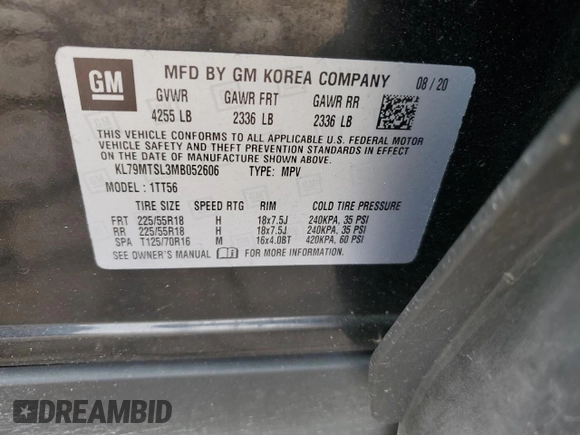 GM
MFD BY GM KOREA COMPANY 08/20
GVWR GAWR FRT GAWR RR
4255 LB 2336 LB 2336 LB
THIS VEHICLE CONFORMS TO ALL APPLICABLE U.S. FEDERAL MOTOR
VEHICLE SAFETY AND THEFT PREVENTION STANDARDS IN EFFECT ON
THE DATE OF MANUFACTURE SHOWN ABOVE.
KL79MTSL3MB052606 TYPE: MPV
MODEL: 1TT56
TIRE SIZE SPEED RTG RIM COLD TIRE PRESSURE
FRT 225/55R18 H 18x7.5J 240KPA, 35 PSI
RR 225/55R18 H 18x7.5J 240KPA, 35 PSI
SPA T125/70R16 M 16x4.0BT 420KPA, 60 PSI
SEE OWNER'S MANUAL FOR MORE INFORMATION.
DREAMBID